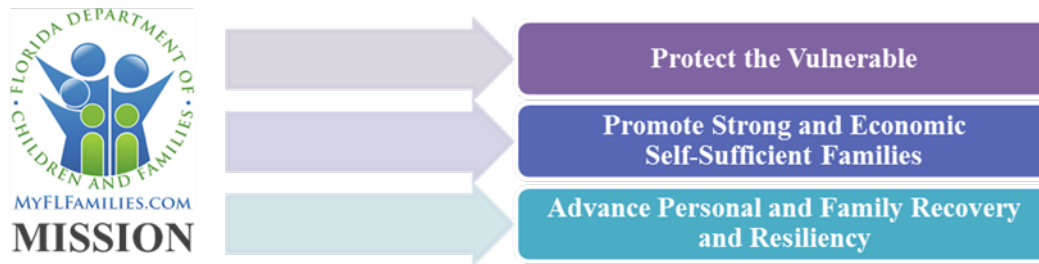 • FLORIDA DEPARTMENT OF •
CHILDREN AND FAMILIES
MYFLFAMILIES.COM
MISSION
Protect the Vulnerable
Promote Strong and Economic
Self-Sufficient Families
Advance Personal and Family Recovery
and Resiliency